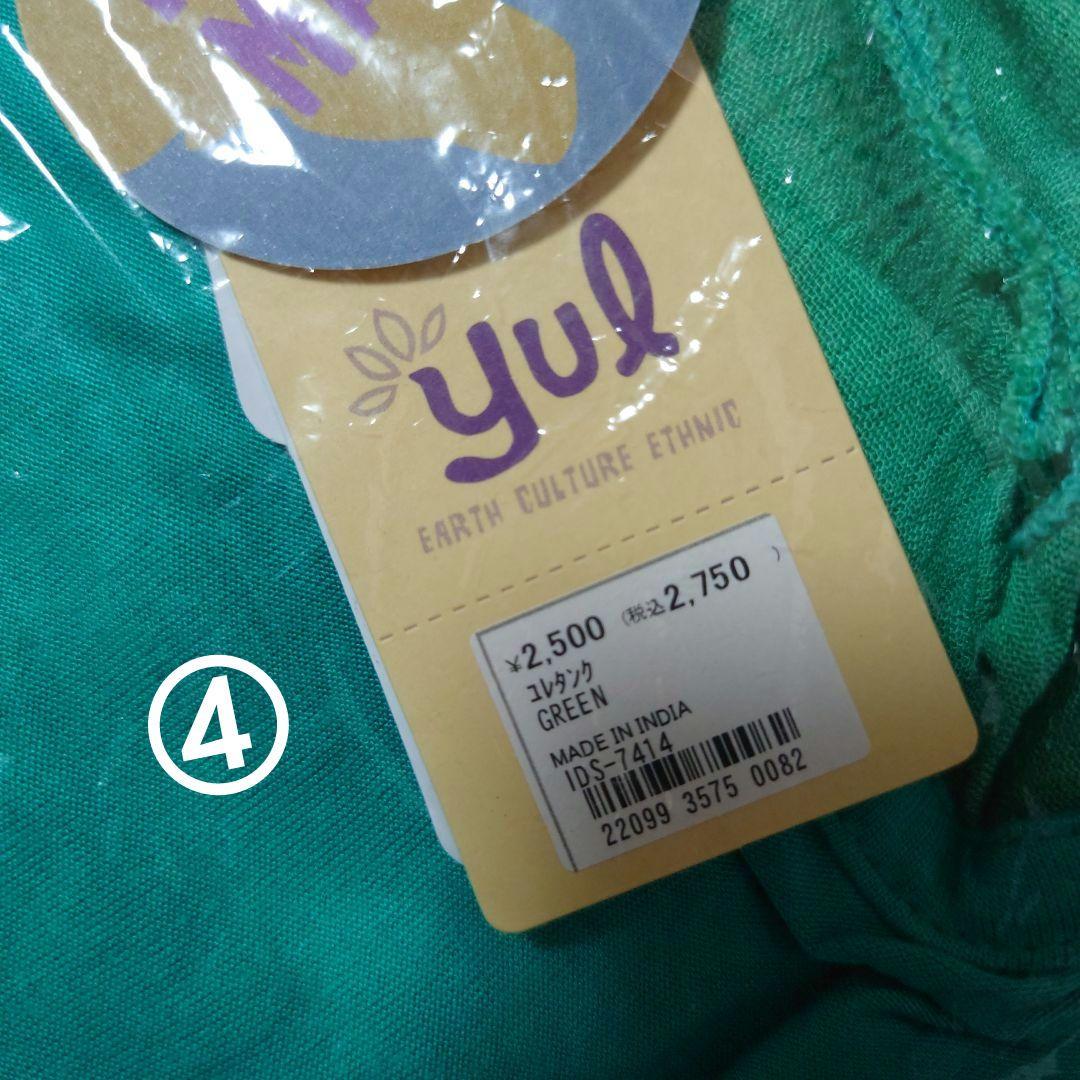 yul
EARTH CULTURE ETHNIC
¥2,500 (税込2,750 )
ユレタンク
GREEN
MADE IN INDIA
IDS-7414
22099 3575 0082
④